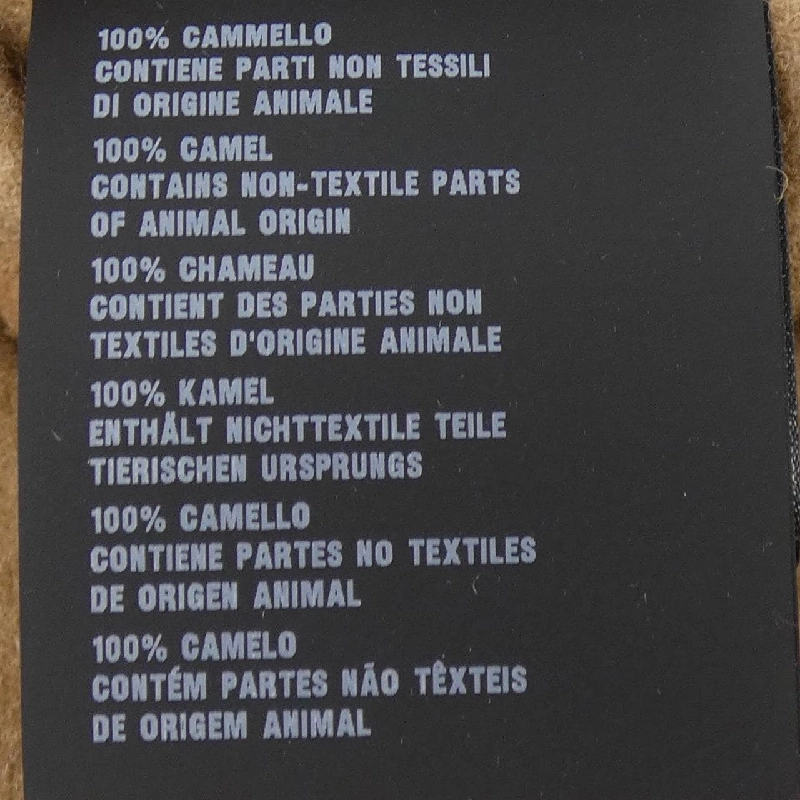 100% CAMMELLO
CONTIENE PARTI NON TESSILI
DI ORIGINE ANIMALE
100% CAMEL
CONTAINS NON-TEXTILE PARTS
OF ANIMAL ORIGIN
100% CHAMEAU
CONTIENT DES PARTIES NON
TEXTILES D'ORIGINE ANIMALE
100% KAMEL
ENTHÄLT NICHTTEXTILE TEILE
TIERISCHEN URSPRUNGS
100% CAMELLO
CONTIENE PARTES NO TEXTILES
DE ORIGEN ANIMAL
100% CAMELO
CONTÉM PARTES NÃO TÊXTEIS
DE ORIGEM ANIMAL